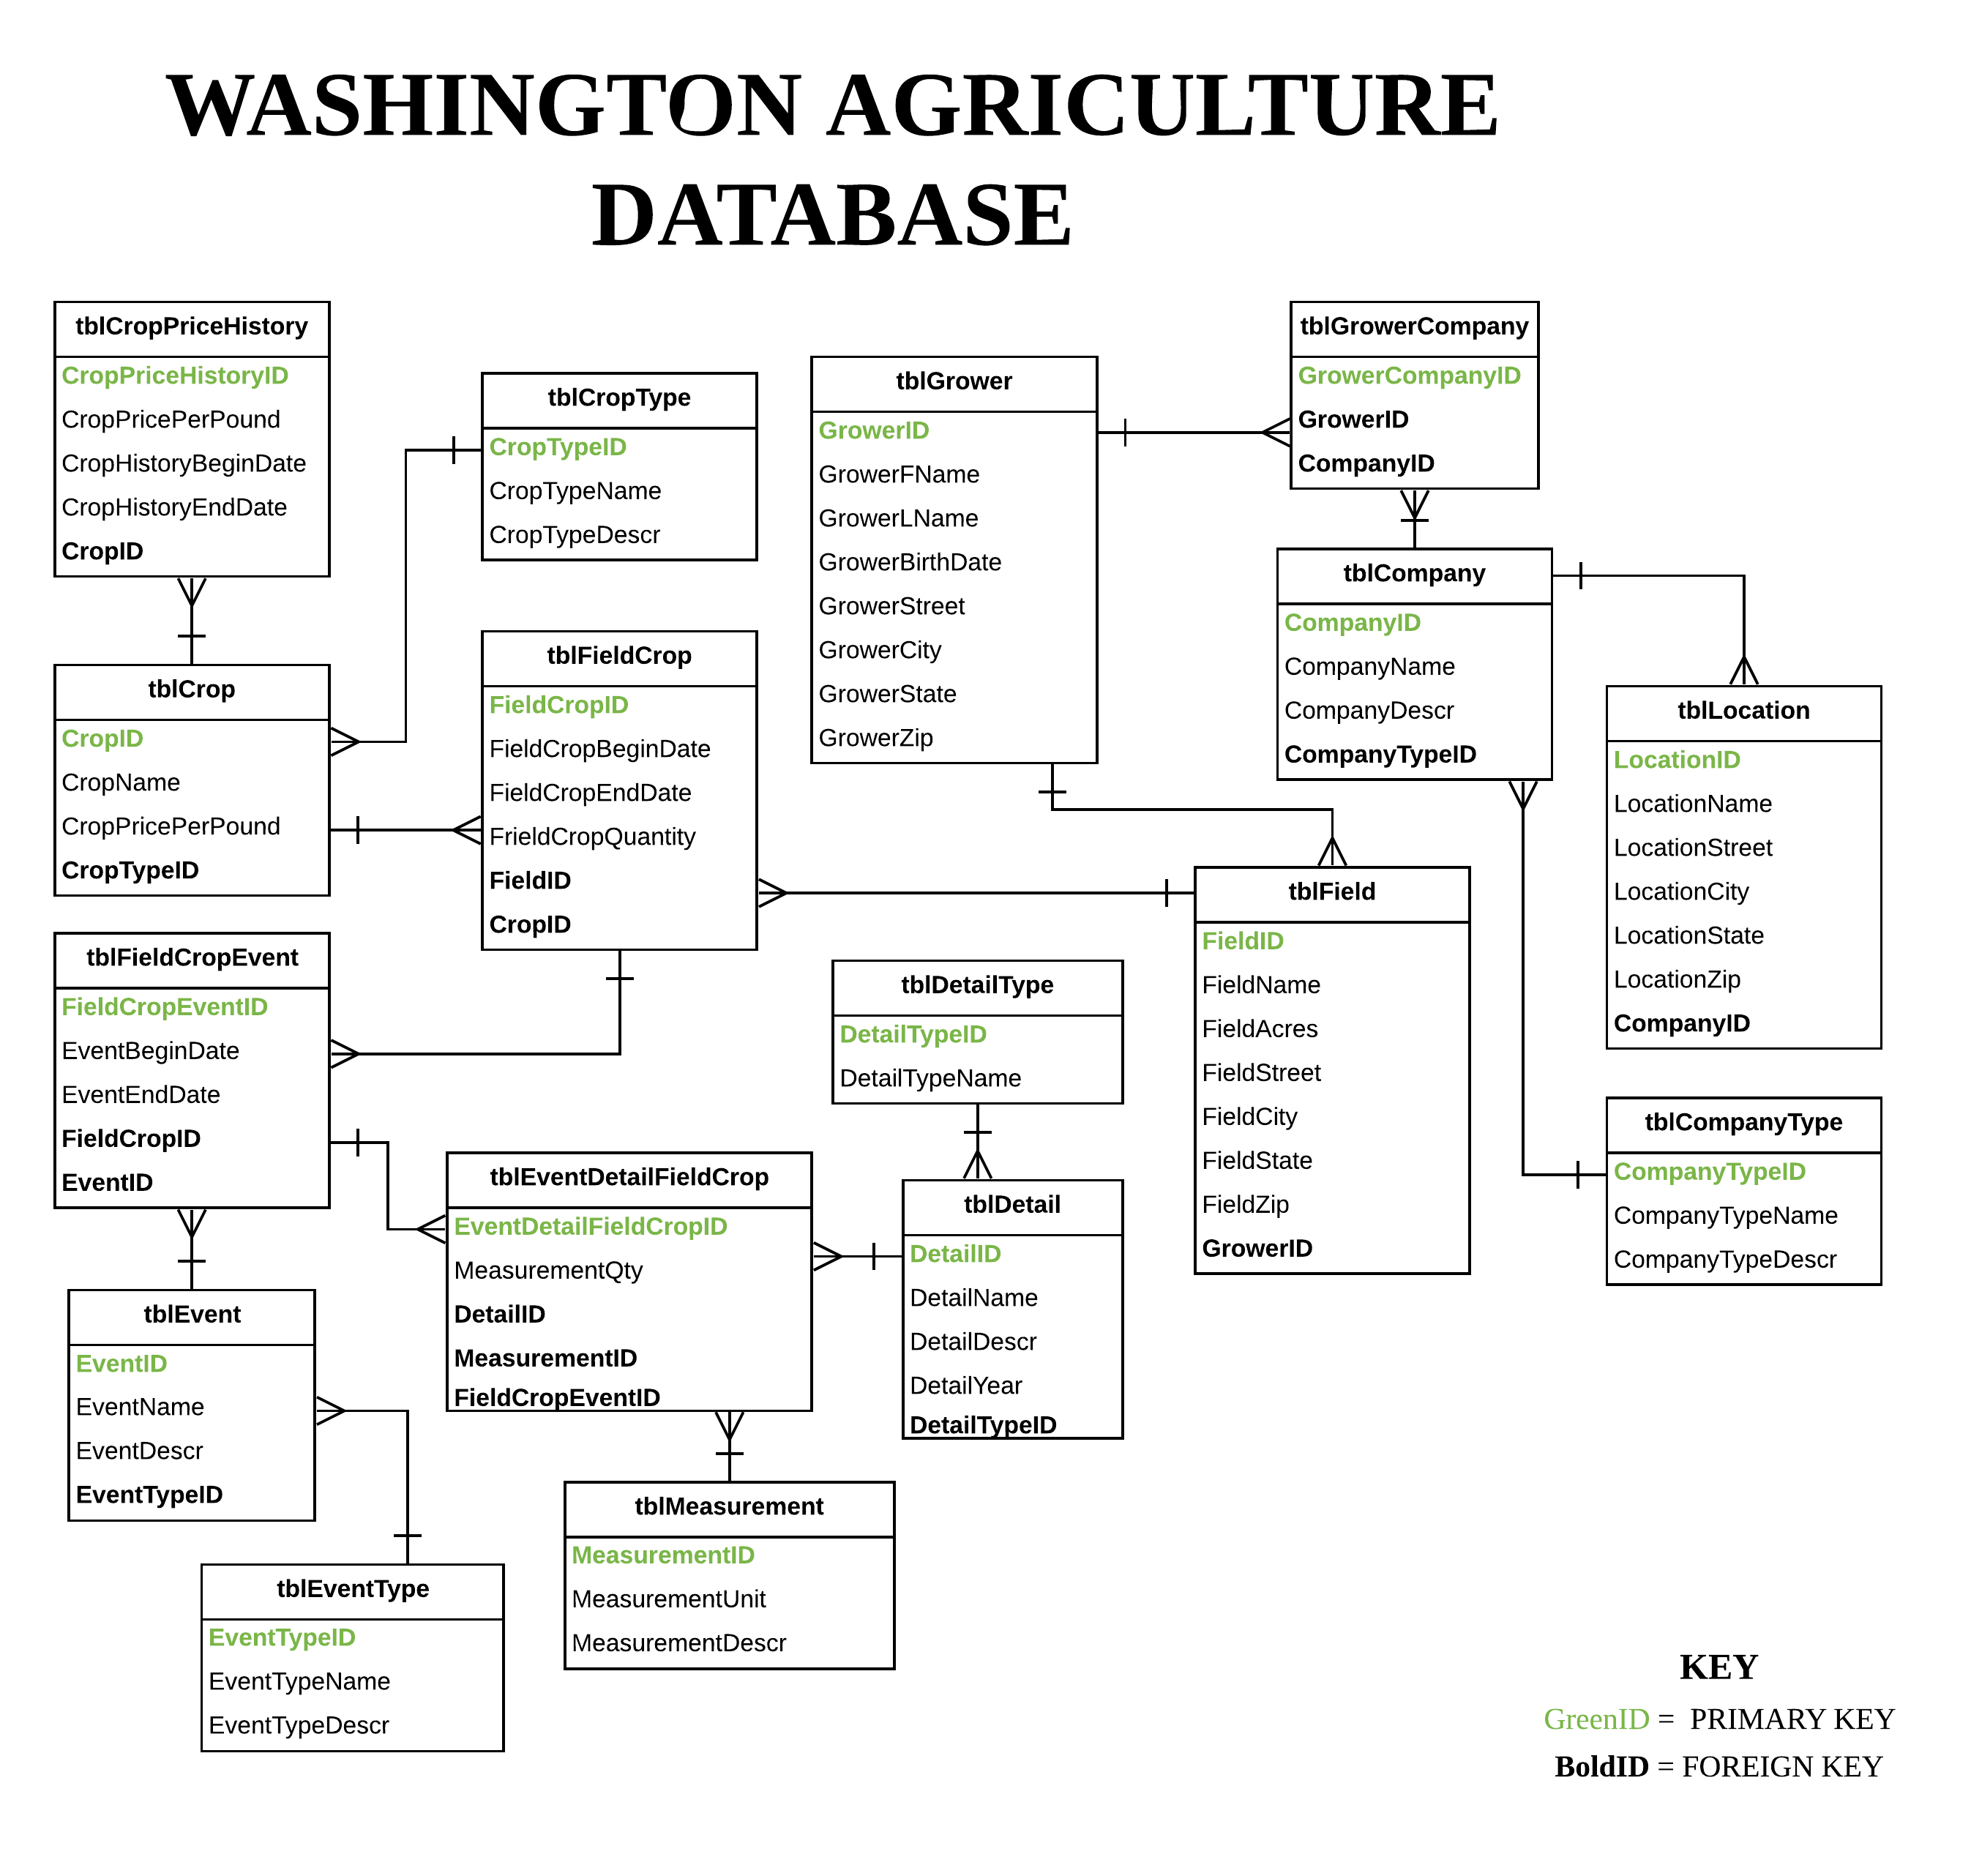 WASHINGTON AGRICULTURE
DATABASE
tblCropPriceHistory
CropPriceHistoryID
CropPricePerPound
CropHistoryBeginDate
CropHistoryEndDate
CropID
tblCropType
CropTypeID
CropTypeName
CropTypeDescr
tblGrower
GrowerID
GrowerFName
GrowerLName
GrowerBirthDate
GrowerStreet
GrowerCity
GrowerState
GrowerZip
tblGrowerCompany
GrowerCompanyID
GrowerID
CompanyID
tblCompany
CompanyID
CompanyName
CompanyDescr
CompanyTypeID
tblLocation
LocationID
LocationName
LocationStreet
LocationCity
LocationState
LocationZip
CompanyID
tblCrop
CropID
CropName
CropPricePerPound
CropTypeID
tblFieldCrop
FieldCropID
FieldCropBeginDate
FieldCropEndDate
FrieldCropQuantity
FieldID
CropID
tblField
FieldID
FieldName
FieldAcres
FieldStreet
FieldCity
FieldState
FieldZip
GrowerID
tblFieldCropEvent
FieldCropEventID
EventBeginDate
EventEndDate
FieldCropID
EventID
tblDetailType
DetailTypeID
DetailTypeName
tblCompanyType
CompanyTypeID
CompanyTypeName
CompanyTypeDescr
tblEventDetailFieldCrop
EventDetailFieldCropID
MeasurementQty
DetailID
MeasurementID
FieldCropEventID
tblDetail
DetailID
DetailName
DetailDescr
DetailYear
DetailTypeID
tblEvent
EventID
EventName
EventDescr
EventTypeID
tblMeasurement
MeasurementID
MeasurementUnit
MeasurementDescr
tblEventType
EventTypeID
EventTypeName
EventTypeDescr
KEY
GreenID = PRIMARY KEY
BoldID = FOREIGN KEY